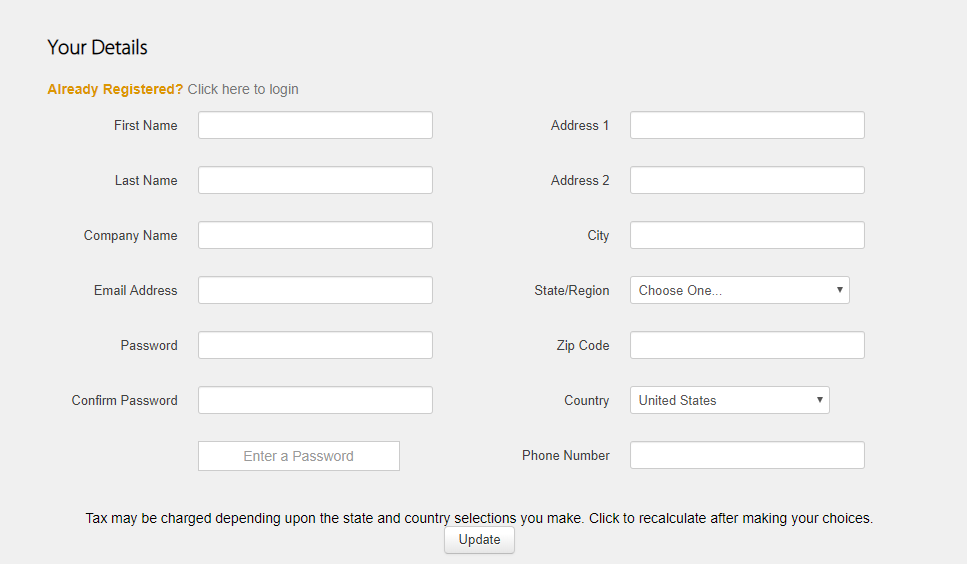 Your Details
Already Registered? Click here to login
First Name
Last Name
Company Name
Email Address
Password
Confirm Password
Enter a Password
Address 1
Address 2
City
State/Region Choose One...
Zip Code
Country United States
Phone Number
Tax may be charged depending upon the state and country selections you make. Click to recalculate after making your choices.
Update